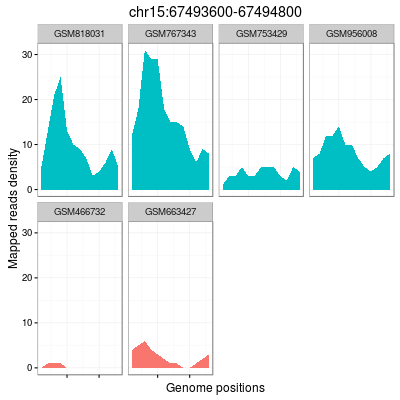 chr15:67493600-67494800
GSM818031 GSM767343 GSM753429 GSM956008
30
20
10
0
GSM466732 GSM663427
30
20
10
0
Mapped reads density
Genome positions